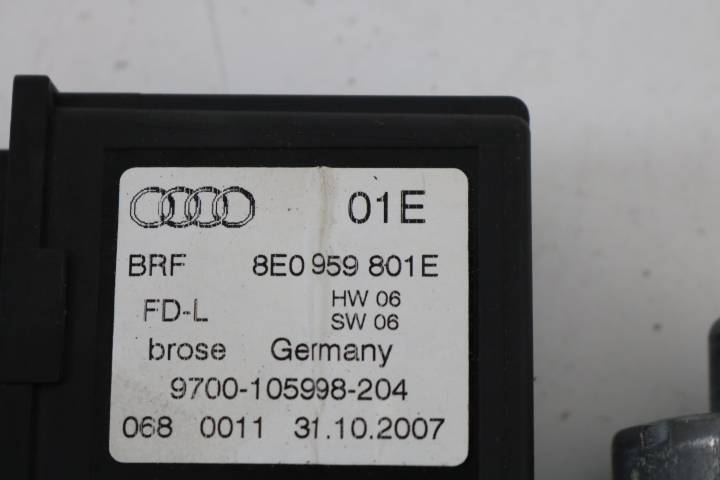 01E
BRF 8E0 959 801E
FD-L HW 06
SW 06
brose Germany
9700-105998-204
068 0011 31.10.2007